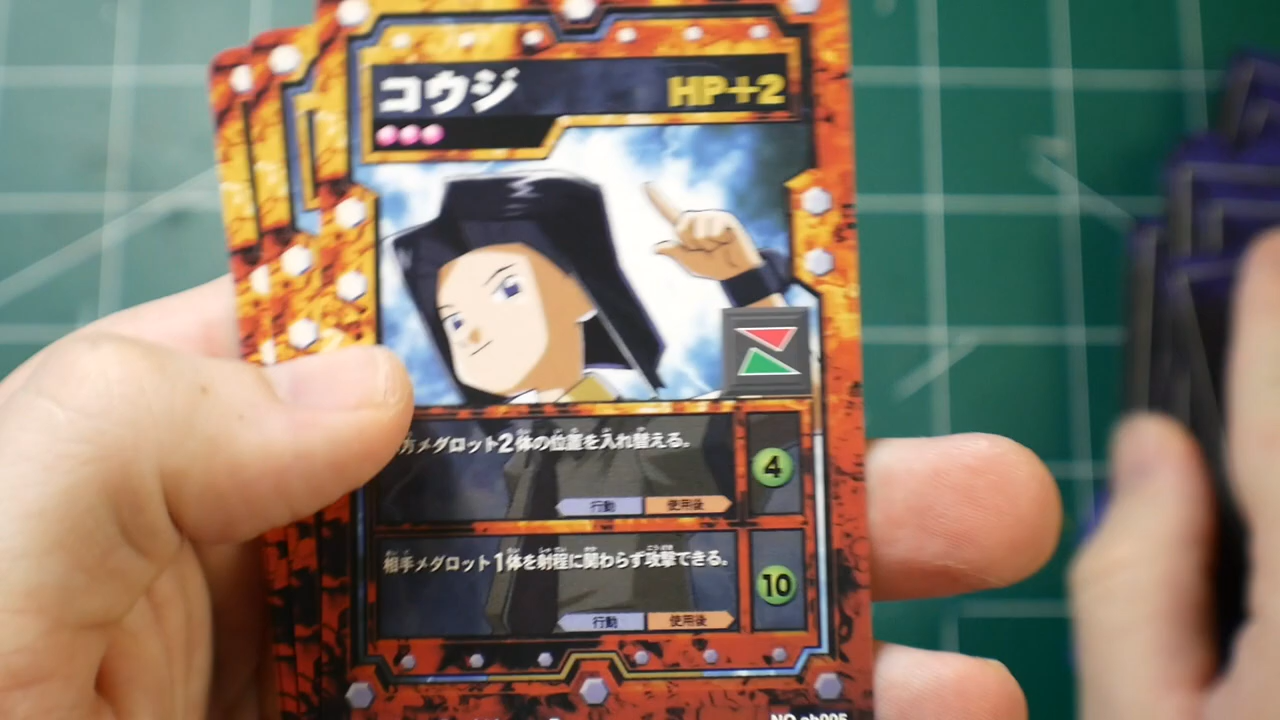 コウジ HP+2
方メダロット2体の位置を入れ替える。
4
行動 使用後
相手メダロット1体を射程に関わらず攻撃できる。
10
行動 使用後